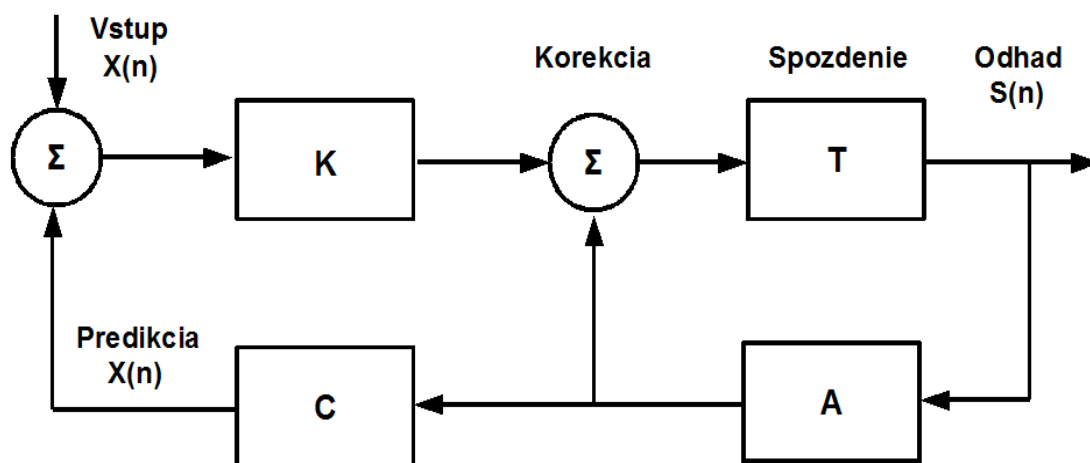 Vstup
X(n)
Korekcia
Spozdenie
Odhad
S(n)
Σ
K
Σ
T
Predikcia
X(n)
C
A